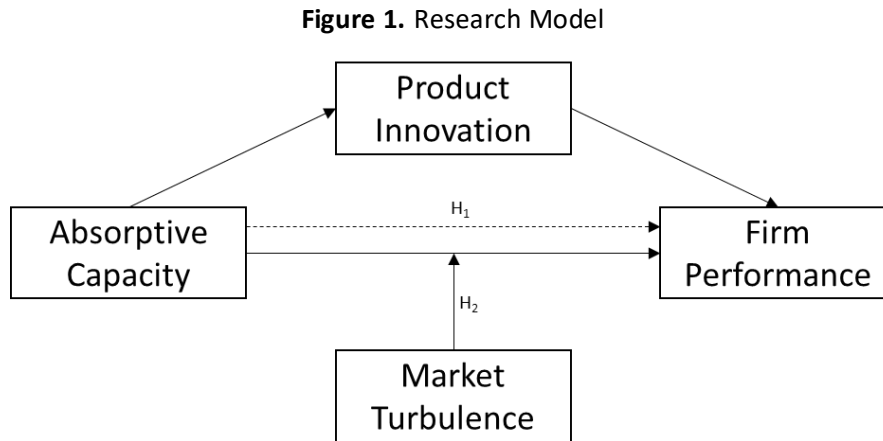 Figure 1. Research Model
Product
Innovation
H₁
Absorptive
Capacity
Firm
Performance
H₂
Market
Turbulence